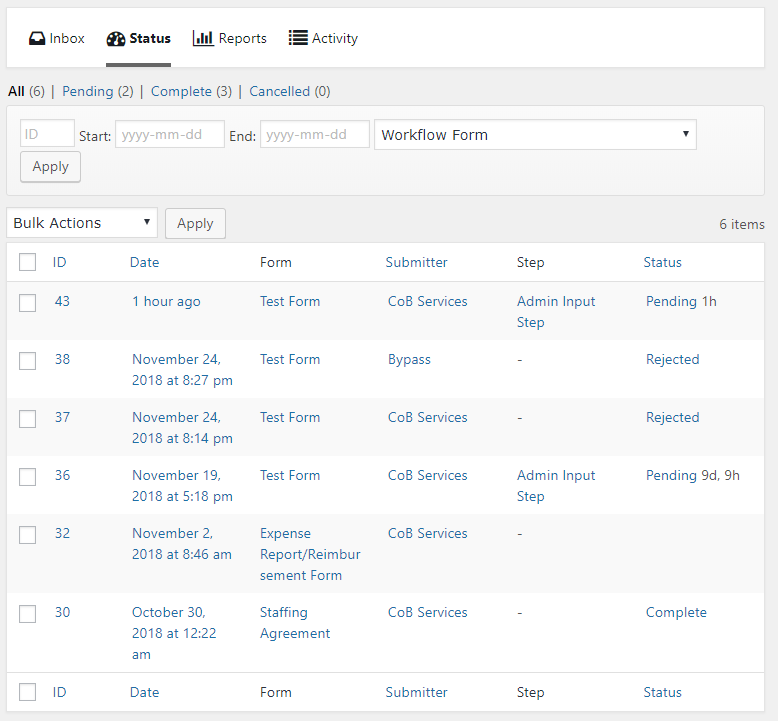 Inbox Status Reports Activity
All (6) | Pending (2) | Complete (3) | Cancelled (0)
ID Start: yyyy-mm-dd End: yyyy-mm-dd Workflow Form
Apply
Bulk Actions Apply 6 items
ID Date Form Submitter Step Status
43 1 hour ago Test Form CoB Services Admin Input Pending 1h
Step
38 November 24, Test Form Bypass - Rejected
2018 at 8:27 pm
37 November 24, Test Form CoB Services - Rejected
2018 at 8:14 pm
36 November 19, Test Form CoB Services Admin Input Pending 9d, 9h
2018 at 5:18 pm Step
32 November 2, Expense CoB Services -
2018 at 8:46 am Report/Reimbur
sement Form
30 October 30, Staffing CoB Services - Complete
2018 at 12:22 Agreement
am
ID Date Form Submitter Step Status